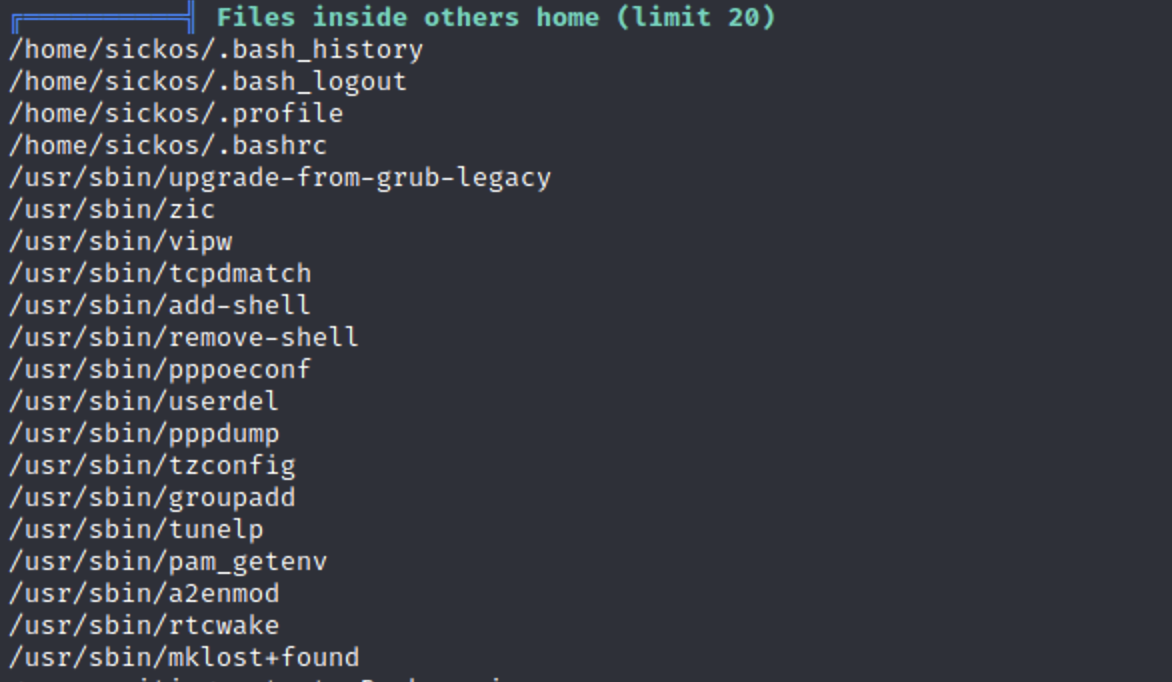 ╔══════════╣ Files inside others home (limit 20)
/home/sickos/.bash_history
/home/sickos/.bash_logout
/home/sickos/.profile
/home/sickos/.bashrc
/usr/sbin/upgrade-from-grub-legacy
/usr/sbin/zic
/usr/sbin/vipw
/usr/sbin/tcpdmatch
/usr/sbin/add-shell
/usr/sbin/remove-shell
/usr/sbin/pppoeconf
/usr/sbin/userdel
/usr/sbin/pppdump
/usr/sbin/tzconfig
/usr/sbin/groupadd
/usr/sbin/tunelp
/usr/sbin/pam_getenv
/usr/sbin/a2enmod
/usr/sbin/rtcwake
/usr/sbin/mklost+found